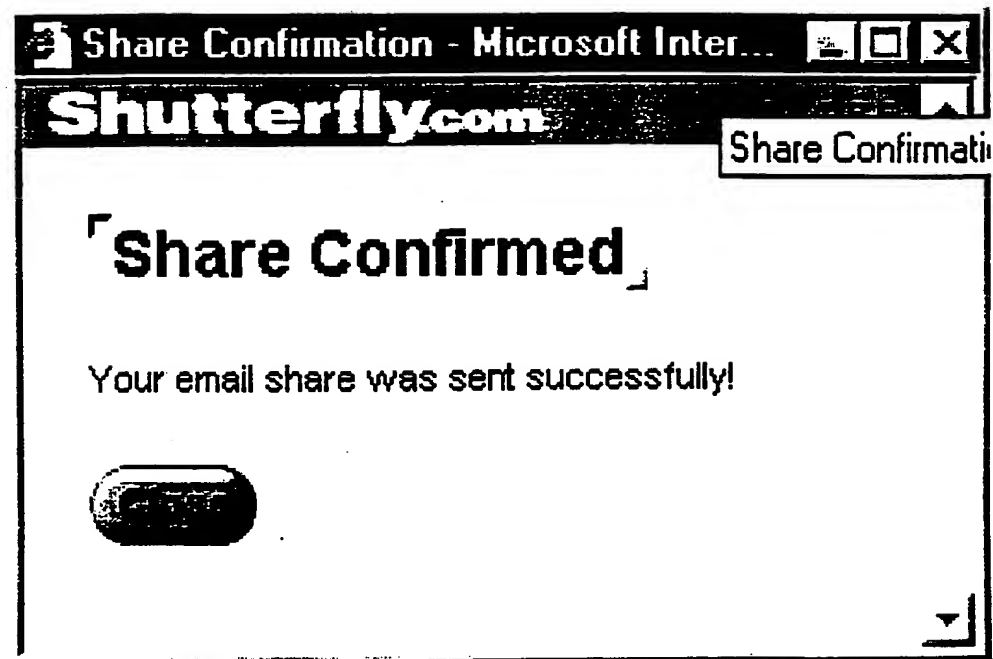 Share Confirmation - Microsoft Inter...
Shutterfly.com
Share Confirmati
Share Confirmed
Your email share was sent successfully!